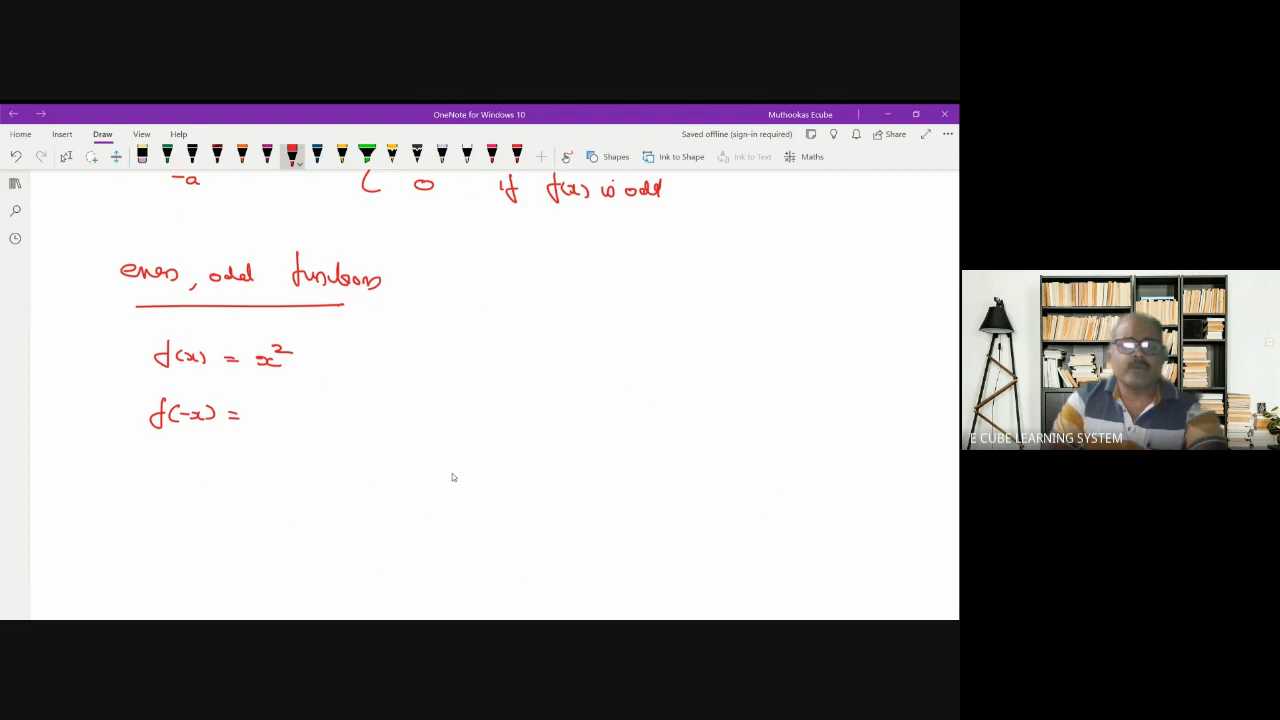 OneNote for Windows 10
Muthookas Ecube
Home Insert Draw View Help
Saved offline (sign-in required)
Share
Shapes Ink to Shape Ink to Text Maths
-a
0 if f(x) is odd
even, odd functions
f(x) = x²
f(-x) =
E CUBE LEARNING SYSTEM